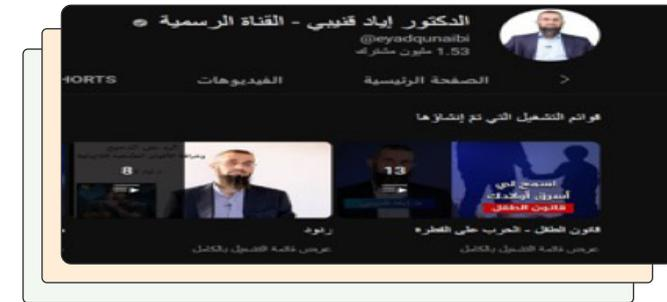 الدكتور إياد قنيبي - القناة الرسمية
@eyadqunaibi
1.53 مليون مشترك
الصفحة الرئيسية
الفيديوهات
HORTS
قوائم التشغيل التي تم إنشاؤها
13
اسمح لي
أسرق أولادك
قانون الطفل
8
قانون الطفل - الحرب على الفطرة
ردود
عرض قائمة التشغيل بالكامل
عرض قائمة التشغيل بالكامل